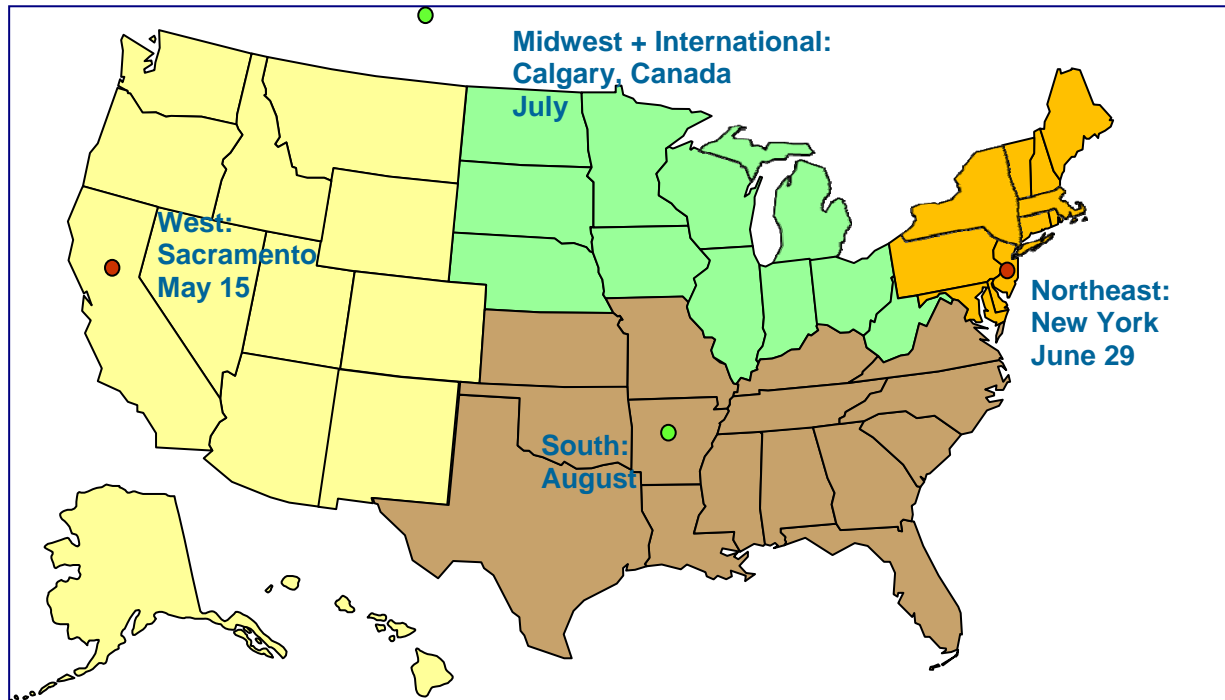 Midwest + International:
Calgary, Canada
July
West:
Sacramento
May 15
Northeast:
New York
June 29
South:
August